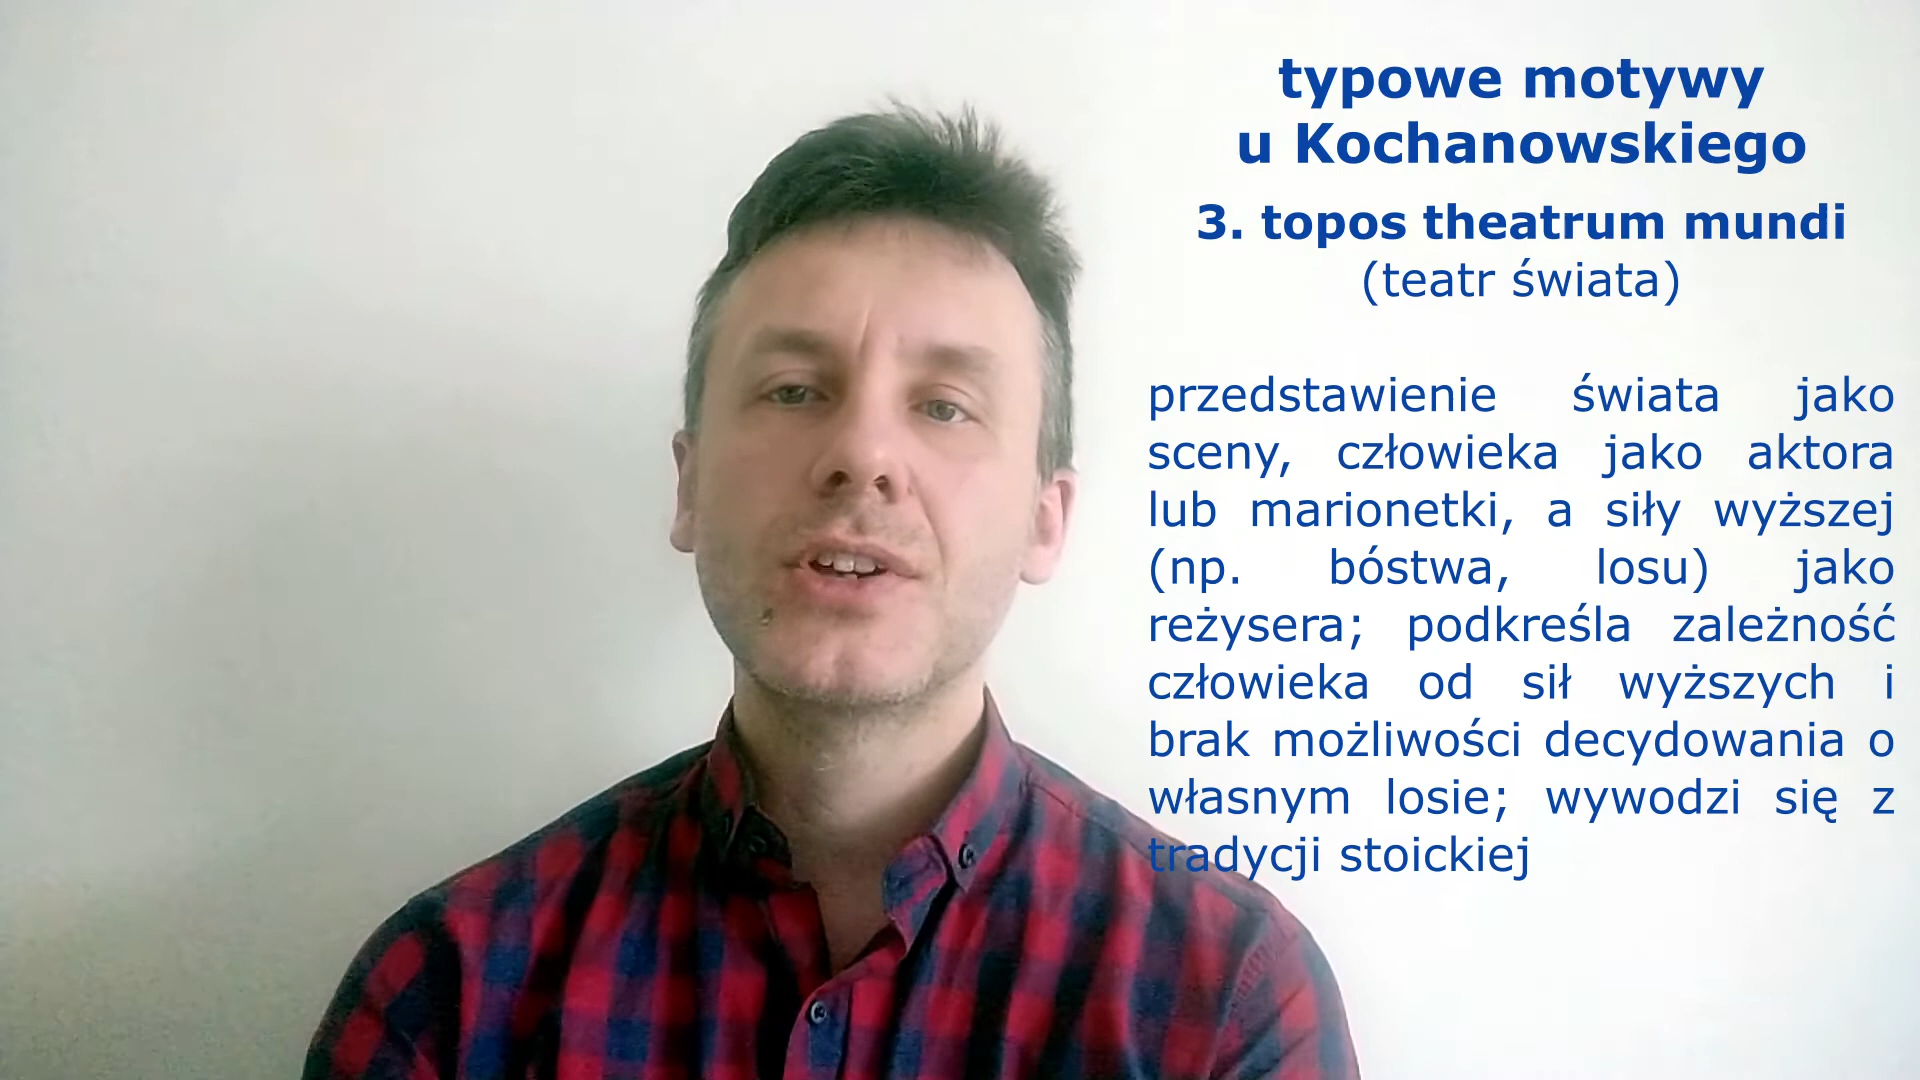 typowe motywy
u Kochanowskiego
3. topos theatrum mundi
(teatr świata)
przedstawienie świata jako
sceny, człowieka jako aktora
lub marionetki, a siły wyższej
(np. bóstwa, losu) jako
reżysera; podkreśla zależność
człowieka od sił wyższych i
brak możliwości decydowania o
własnym losie; wywodzi się z
tradycji stoickiej